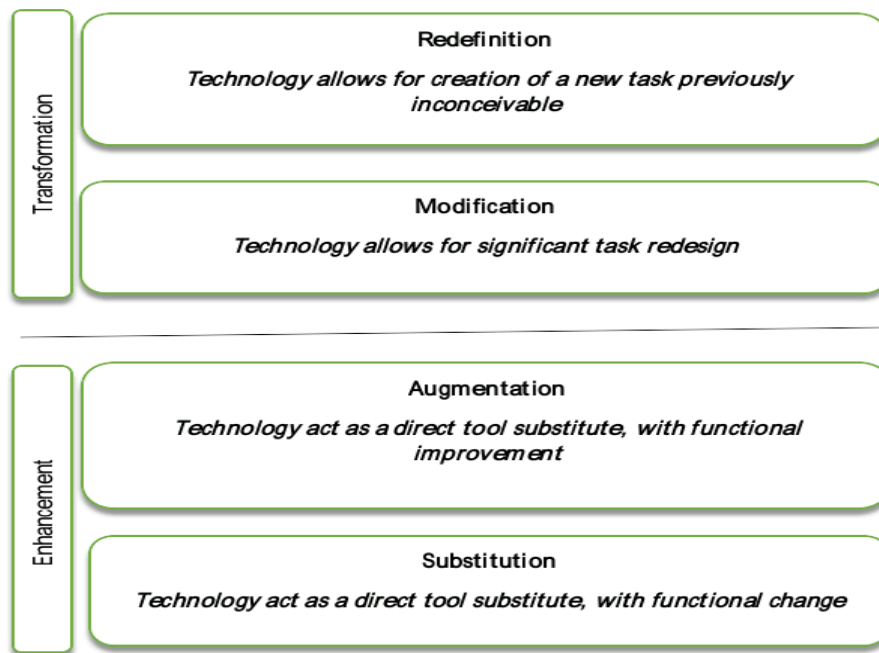 Transformation
Redefinition
Technology allows for creation of a new task previously
inconceivable
Modification
Technology allows for significant task redesign
Enhancement
Augmentation
Technology act as a direct tool substitute, with functional
improvement
Substitution
Technology act as a direct tool substitute, with functional change